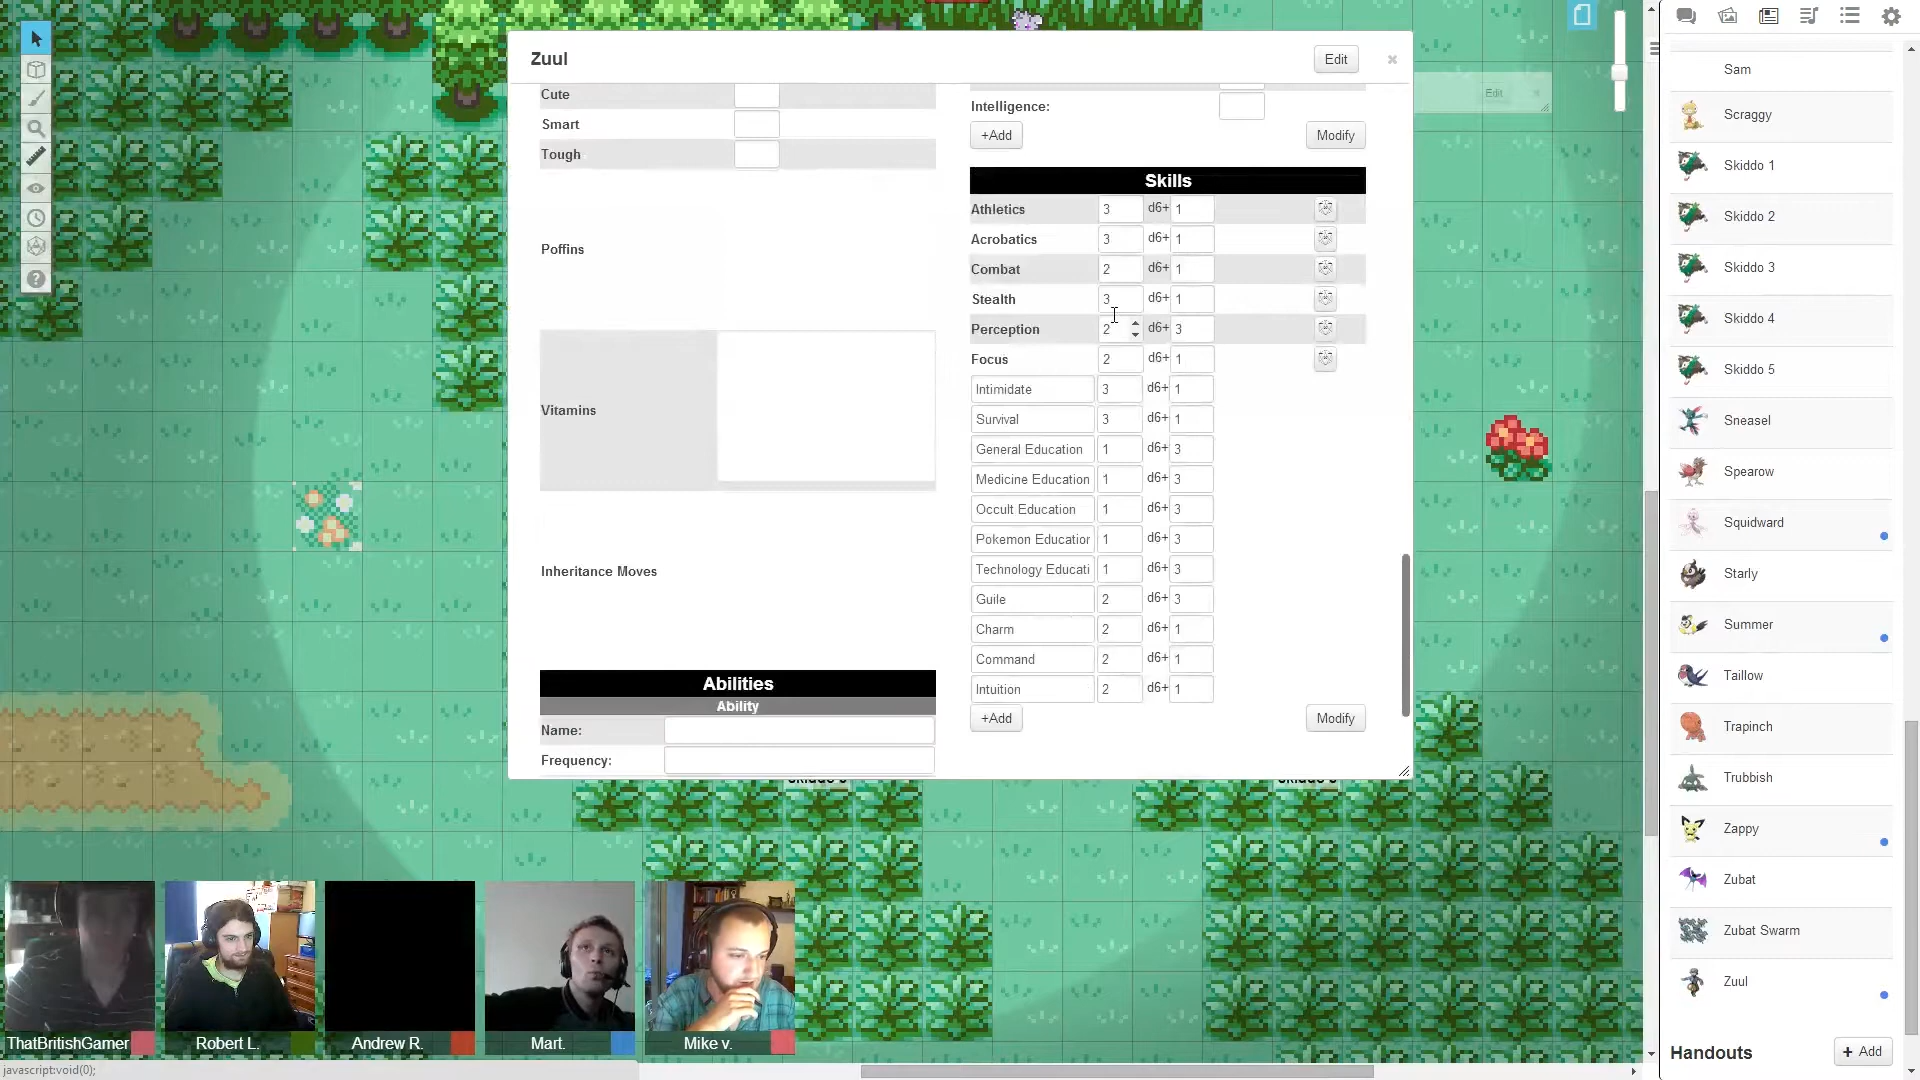 Zuul
Edit
×
Cute
Smart
Tough
Poffins
Vitamins
Inheritance Moves
Abilities
Ability
Name:
Frequency:
Intelligence:
+Add
Modify
Skills
Athletics 3 d6+ 1
Acrobatics 3 d6+ 1
Combat 2 d6+ 1
Stealth 3 d6+ 1
Perception 2 d6+ 3
Focus 2 d6+ 1
Intimidate 3 d6+ 1
Survival 3 d6+ 1
General Education 1 d6+ 3
Medicine Education 1 d6+ 3
Occult Education 1 d6+ 3
Pokemon Educatior 1 d6+ 3
Technology Educati 1 d6+ 3
Guile 2 d6+ 3
Charm 2 d6+ 1
Command 2 d6+ 1
Intuition 2 d6+ 1
+Add
Modify
Edit
Sam
Scraggy
Skiddo 1
Skiddo 2
Skiddo 3
Skiddo 4
Skiddo 5
Sneasel
Spearow
Squidward
Starly
Summer
Taillow
Trapinch
Trubbish
Zappy
Zubat
Zubat Swarm
Zuul
Handouts
+ Add
ThatBritishGamer
Robert L.
Andrew R.
Mart.
Mike v.
javascript:void(0);